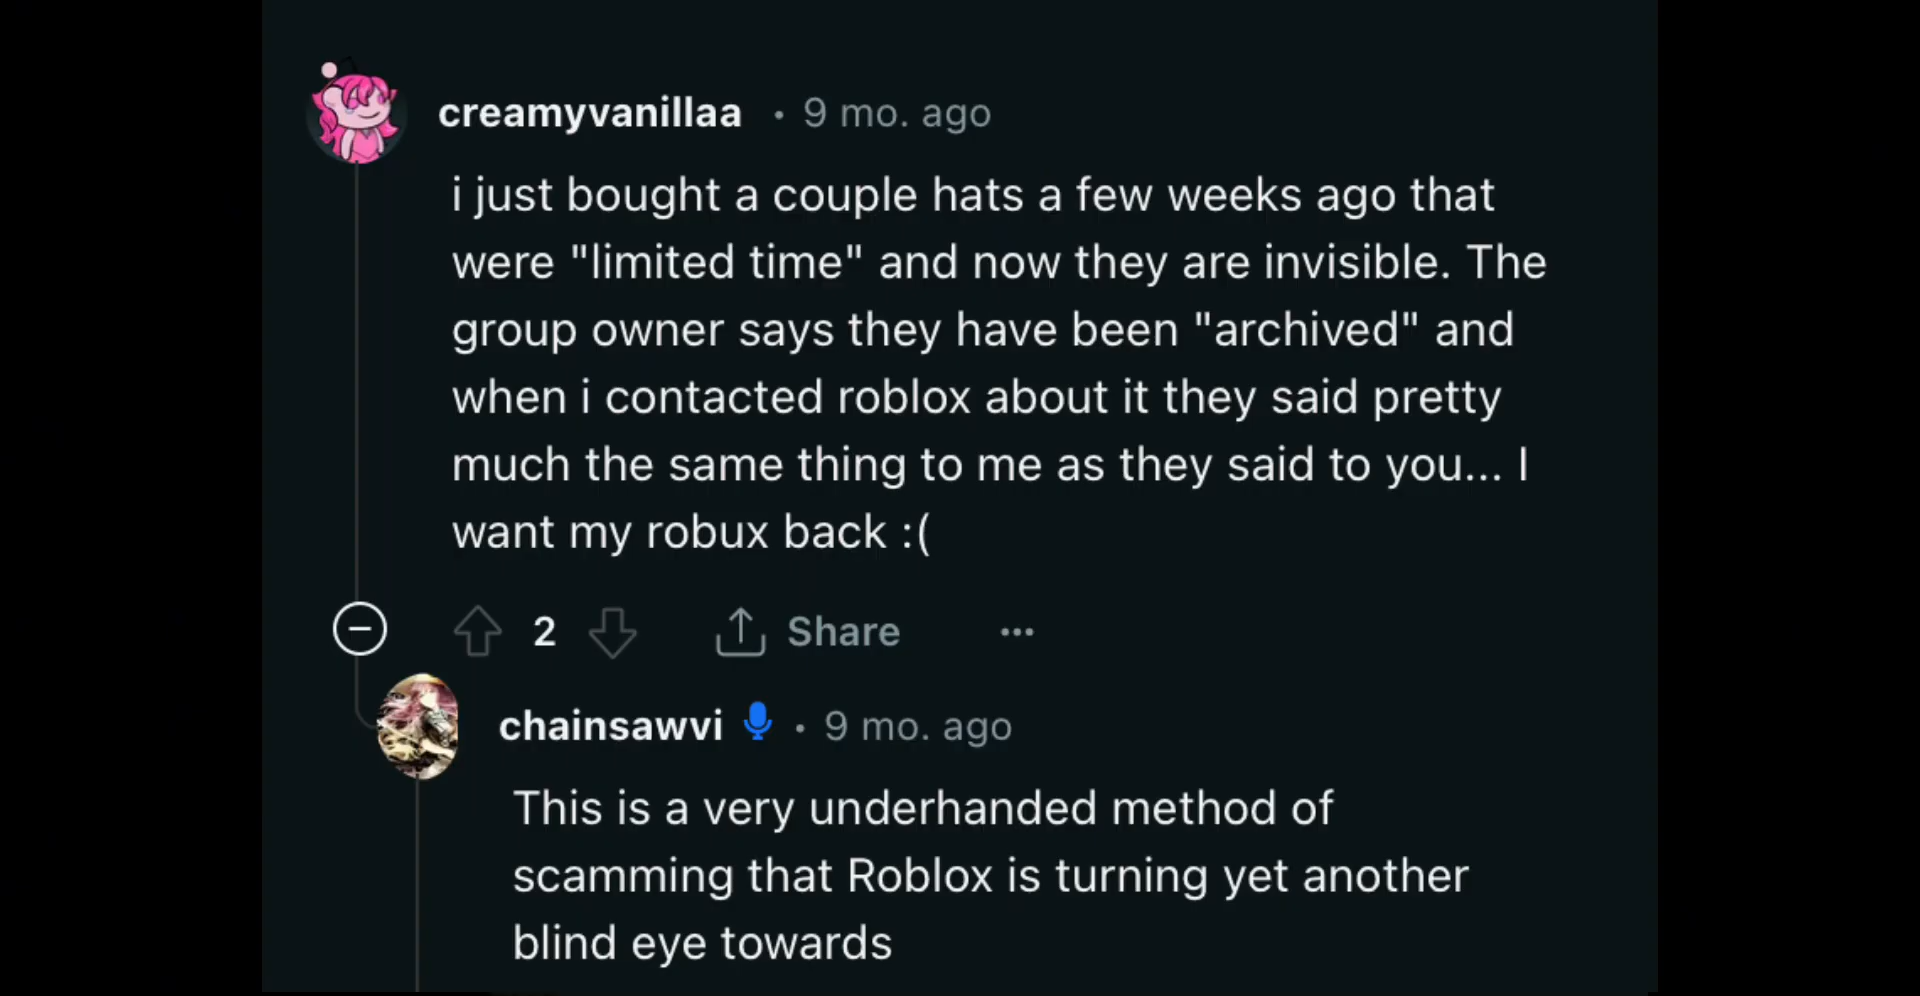 creamyvanillaa • 9 mo. ago
i just bought a couple hats a few weeks ago that
were "limited time" and now they are invisible. The
group owner says they have been "archived" and
when i contacted roblox about it they said pretty
much the same thing to me as they said to you... I
want my robux back :(
2 Share ...
chainsawvi • 9 mo. ago
This is a very underhanded method of
scamming that Roblox is turning yet another
blind eye towards